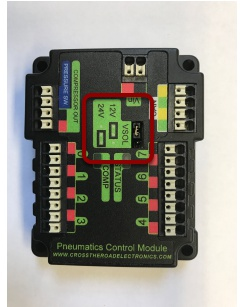 PRESSURE SW.
COMPRESSOR OUT
24V
12V
VSOL
COMP
STATUS
0
1
2
3
7
6
5
4
Pneumatics Control Module
WWW.CROSSTHEROADELECTRONICS.COM